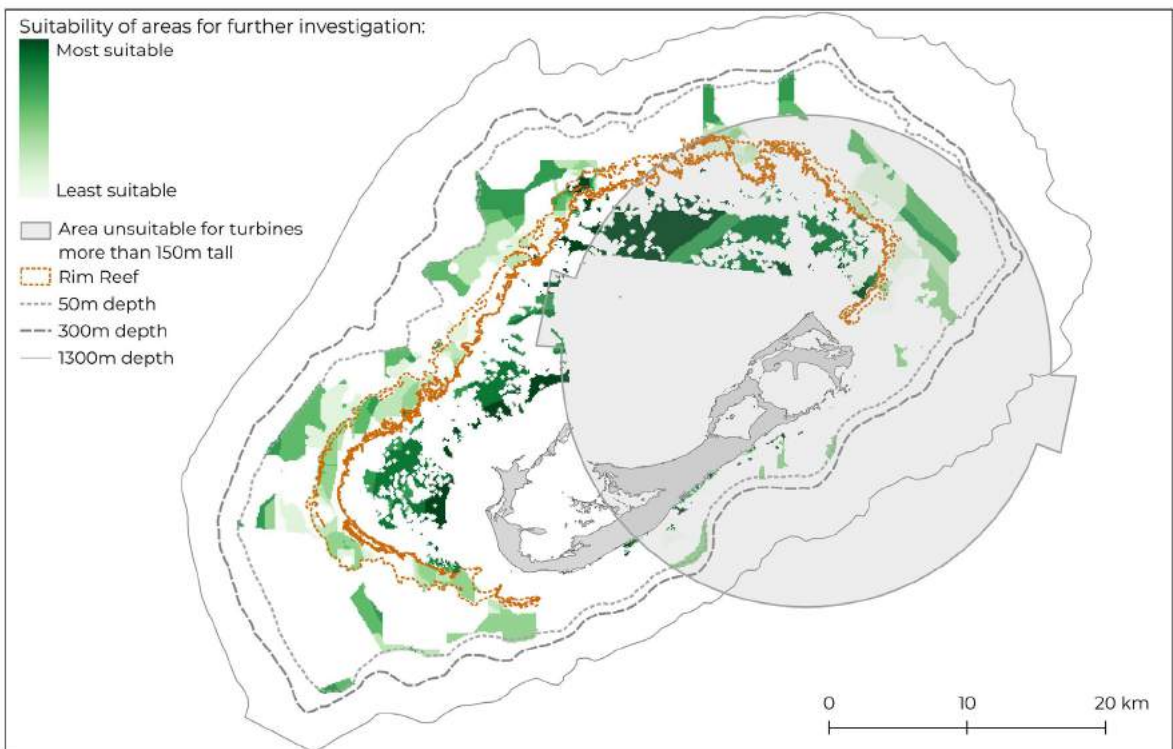 Suitability of areas for further investigation:
Most suitable
Least suitable
Area unsuitable for turbines
more than 150m tall
Rim Reef
50m depth
300m depth
1300m depth
0 10 20 km